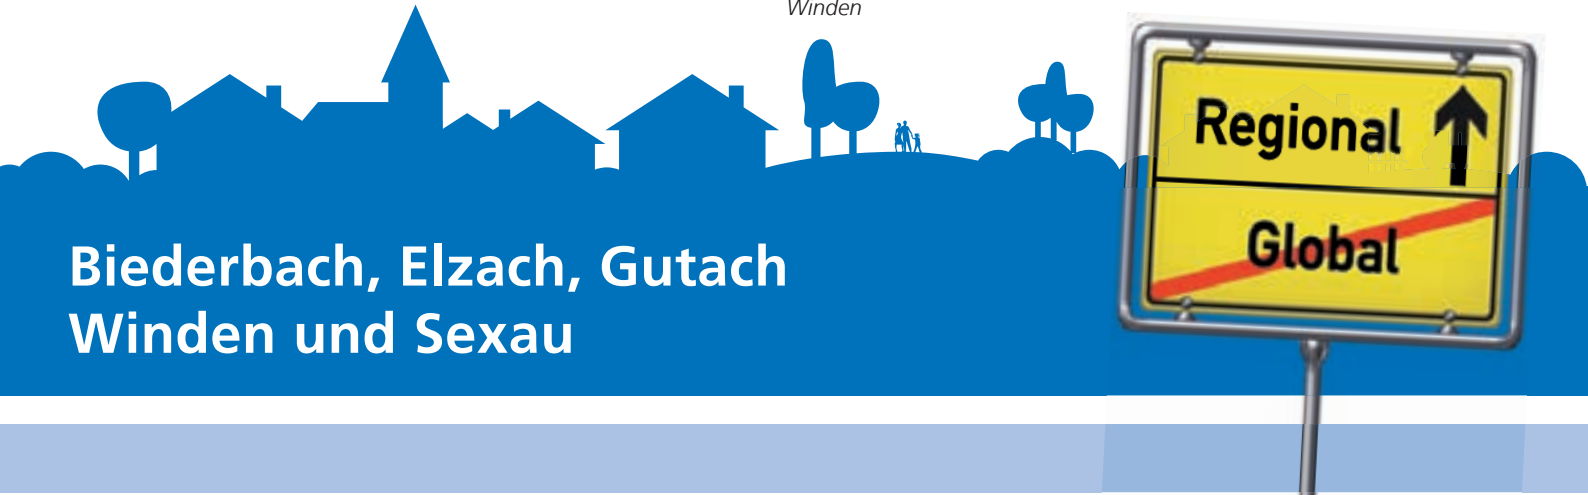 Winden
Regional
Global
Biederbach, Elzach, Gutach
Winden und Sexau